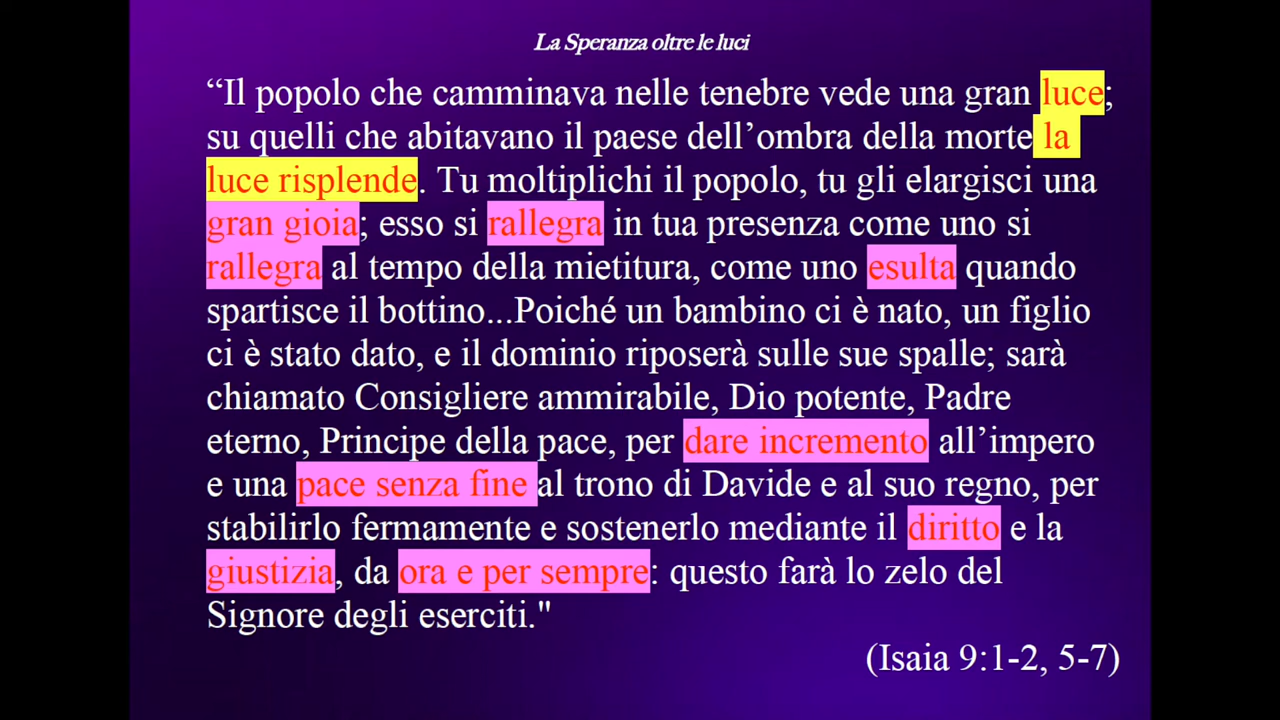 La Speranza oltre le luci
“Il popolo che camminava nelle tenebre vede una gran luce;
su quelli che abitavano il paese dell’ombra della morte la
luce risplende. Tu moltiplichi il popolo, tu gli elargisci una
gran gioia; esso si rallegra in tua presenza come uno si
rallegra al tempo della mietitura, come uno esulta quando
spartisce il bottino...Poiché un bambino ci è nato, un figlio
ci è stato dato, e il dominio riposerà sulle sue spalle; sarà
chiamato Consigliere ammirabile, Dio potente, Padre
eterno, Principe della pace, per dare incremento all’impero
e una pace senza fine al trono di Davide e al suo regno, per
stabilirlo fermamente e sostenerlo mediante il diritto e la
giustizia, da ora e per sempre: questo farà lo zelo del
Signore degli eserciti."
(Isaia 9:1-2, 5-7)